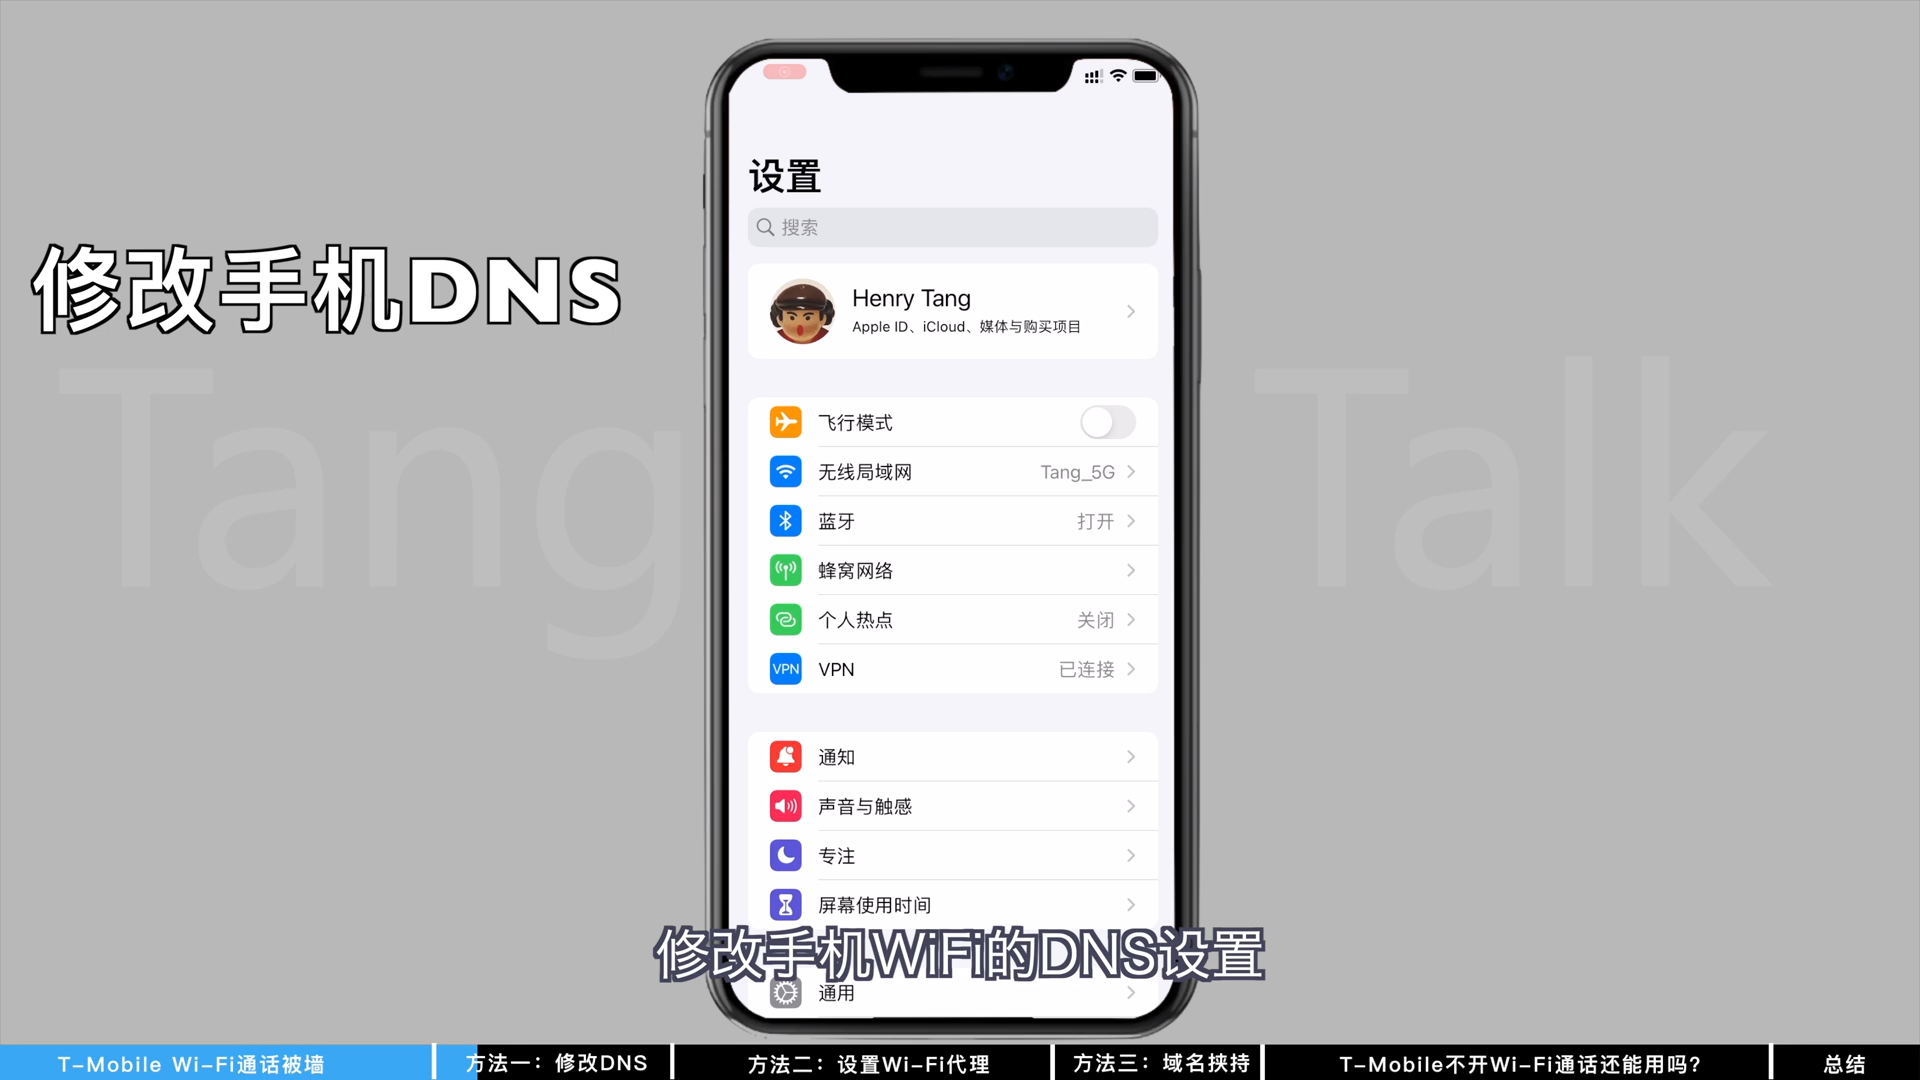 设置
搜索
修改手机DNS
Henry Tang
Apple ID、iCloud、媒体与购买项目
Tang Talk
飞行模式
无线局域网 Tang_5G
蓝牙 打开
蜂窝网络
个人热点 关闭
VPN VPN 已连接
通知
声音与触感
专注
屏幕使用时间
修改手机WiFi的DNS设置
通用
T-Mobile Wi-Fi通话被墙
方法一：修改DNS
方法二：设置Wi-Fi代理
方法三：域名挟持
T-Mobile不开Wi-Fi通话还能用吗？
总结